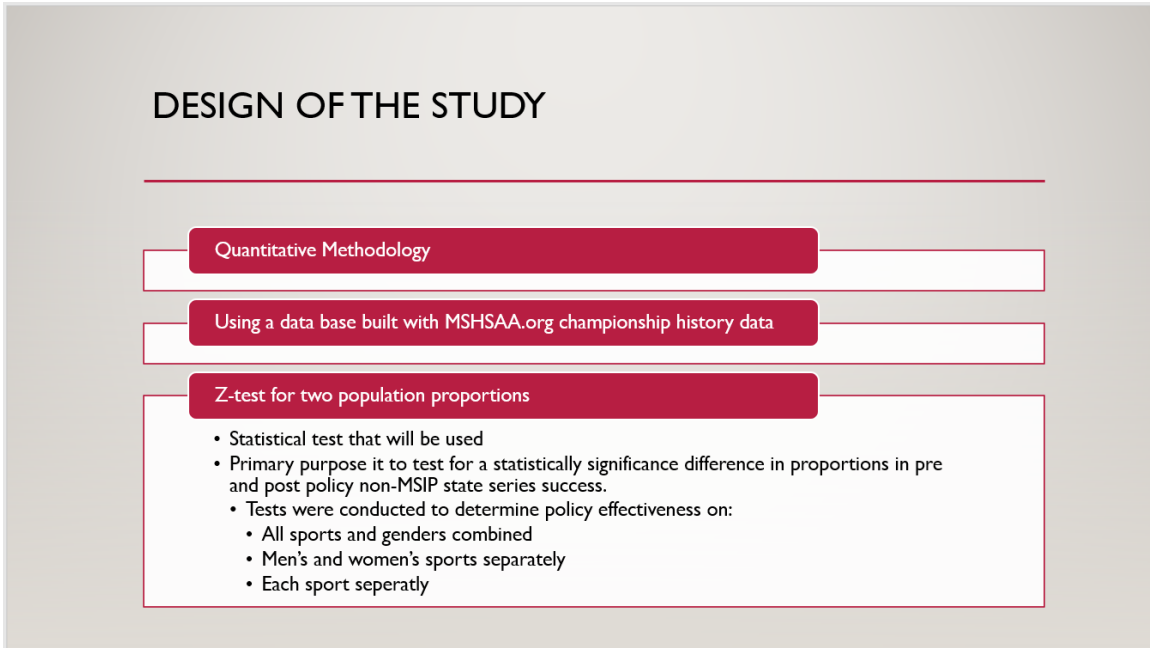 DESIGN OF THE STUDY
Quantitative Methodology
Using a data base built with MSHSAA.org championship history data
Z-test for two population proportions
• Statistical test that will be used
• Primary purpose it to test for a statistically significance difference in proportions in pre
and post policy non-MSIP state series success.
• Tests were conducted to determine policy effectiveness on:
• All sports and genders combined
• Men’s and women’s sports separately
• Each sport seperatly